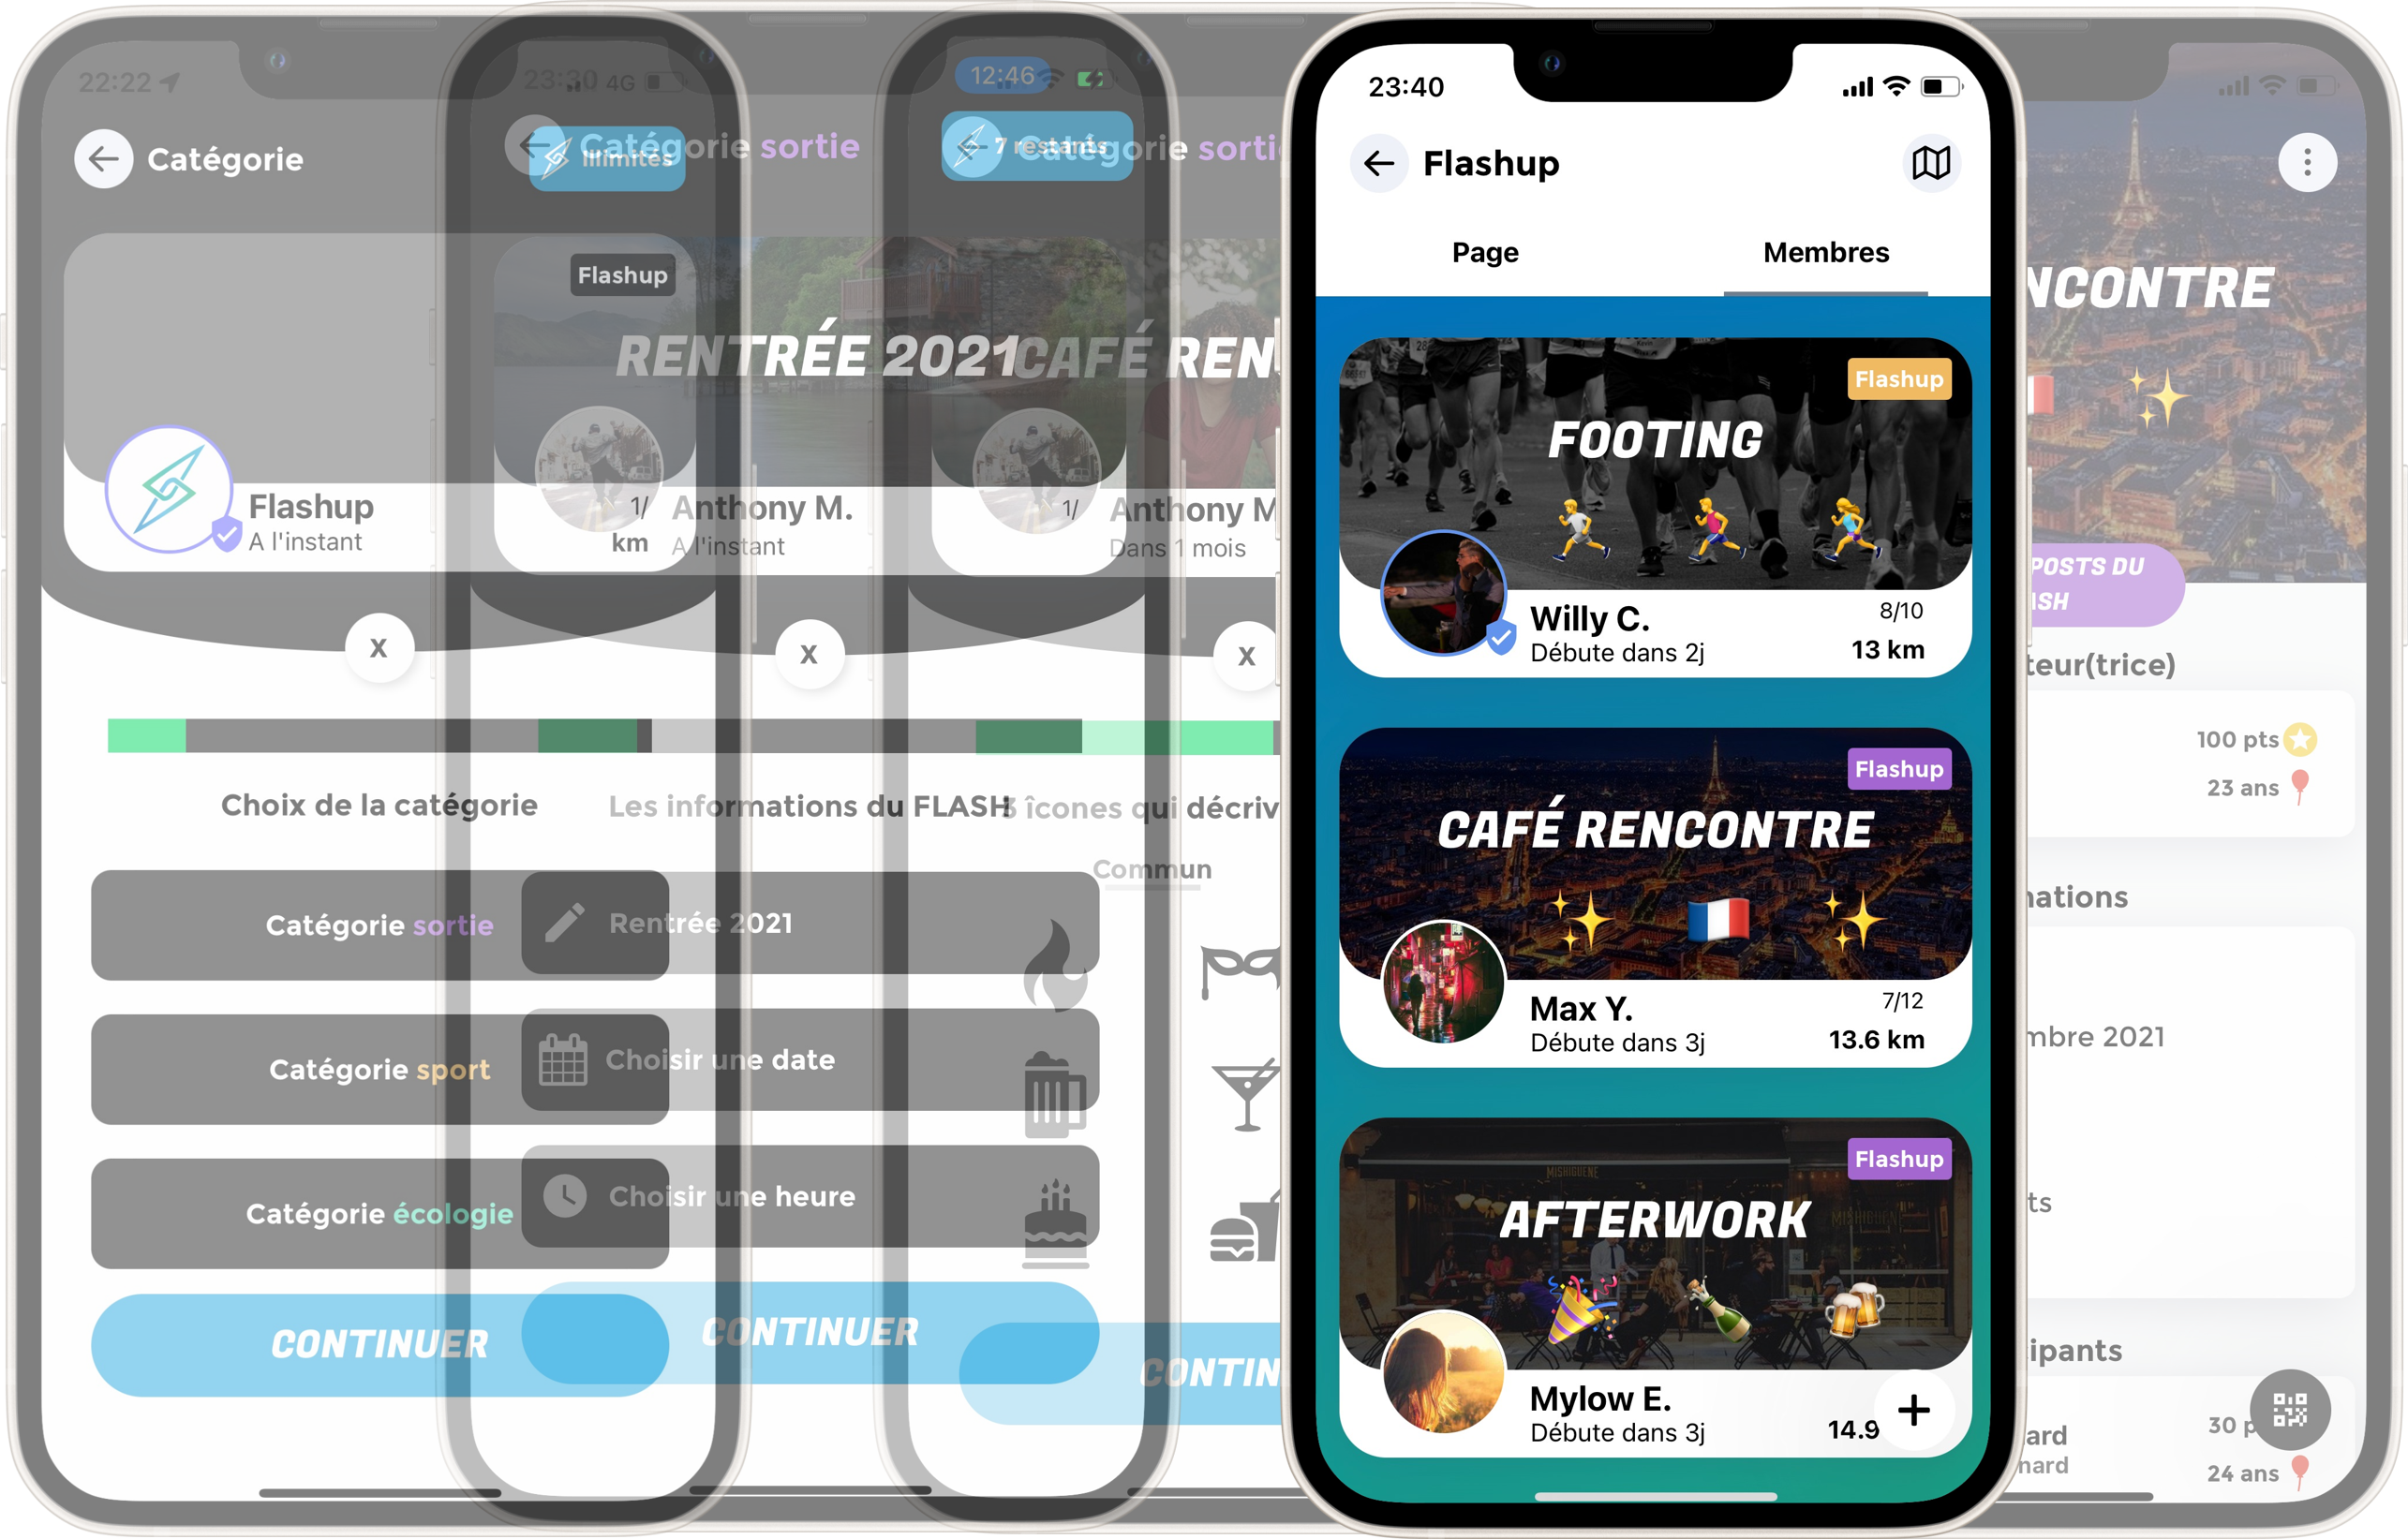 22:22
Catégorie
Flashup
A l'instant
X
Choix de la catégorie
Catégorie sortie
Catégorie sport
Catégorie écologie
CONTINUER
23:30 4G
Catégorie sortie
Illimités
Flashup
RENTRÉE 2021
1/
km
Anthony M.
A l'instant
X
Les informations du FLASH
Rentrée 2021
Choisir une date
Choisir une heure
CONTINUER
12:46
7 restants
Catégorie sorti
CAFÉ REN
1/
Anthony M
Dans 1 mois
X
3 îcones qui décriv
Commun
CONTIN
23:40
Flashup
Page
Membres
Flashup
FOOTING
Willy C.
8/10
Débute dans 2j
13 km
Flashup
CAFÉ RENCONTRE
Max Y.
7/12
Débute dans 3j
13.6 km
Flashup
MISHIGUENE
AFTERWORK
Mylow E.
Débute dans 3j
14.9
NCONTRE
POSTS DU
SH
teur(trice)
100 pts
23 ans
nations
mbre 2021
ts
ipants
30 p
ard
nard
24 ans